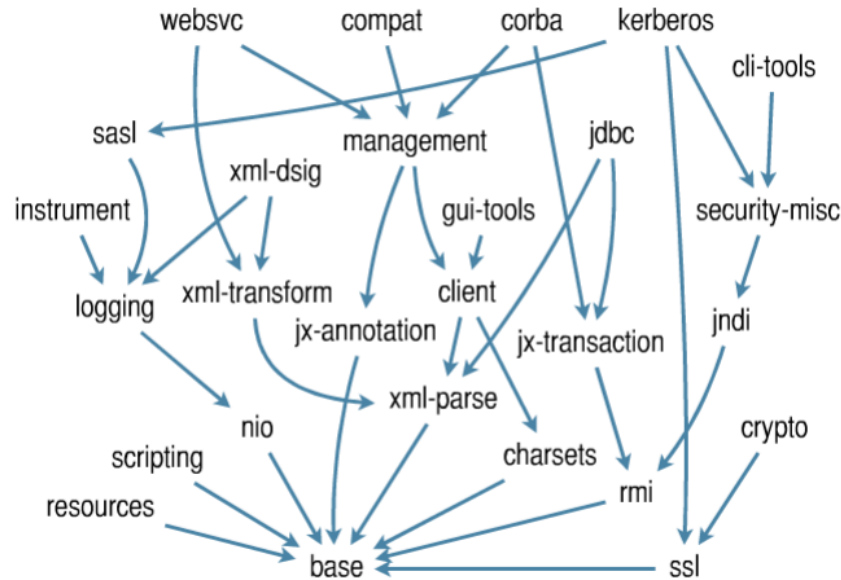 websvc
compat
corba
kerberos
cli-tools
sasl
management
jdbc
xml-dsig
instrument
gui-tools
security-misc
logging
xml-transform
client
jx-annotation
jx-transaction
jndi
xml-parse
nio
crypto
scripting
charsets
resources
rmi
base
ssl